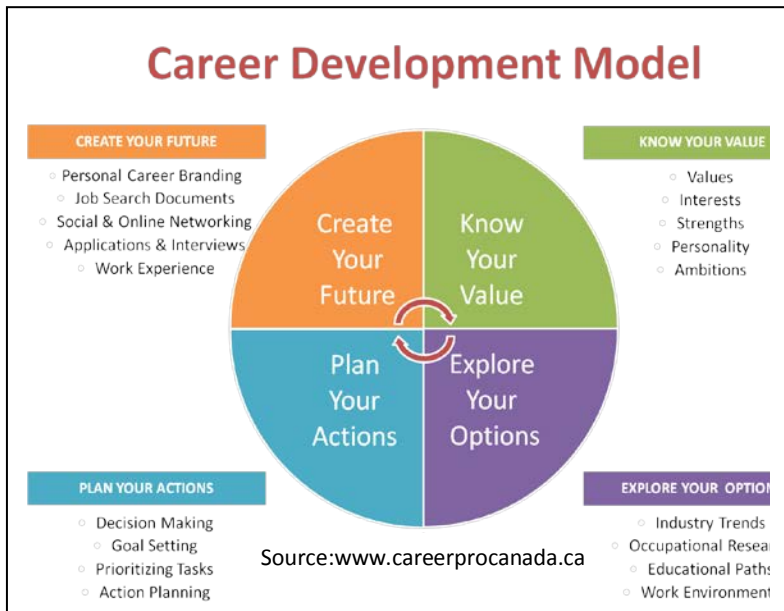 Career Development Model
CREATE YOUR FUTURE
Personal Career Branding
Job Search Documents
Social & Online Networking
Applications & Interviews
Work Experience
KNOW YOUR VALUE
Values
Interests
Strengths
Personality
Ambitions
Create
Your
Future
Know
Your
Value
Plan
Your
Actions
Explore
Your
Options
PLAN YOUR ACTIONS
Decision Making
Goal Setting
Prioritizing Tasks
Action Planning
EXPLORE YOUR
Industry Trends
Occupational
Educational Paths
Work
Source:www.careerprocanada.ca